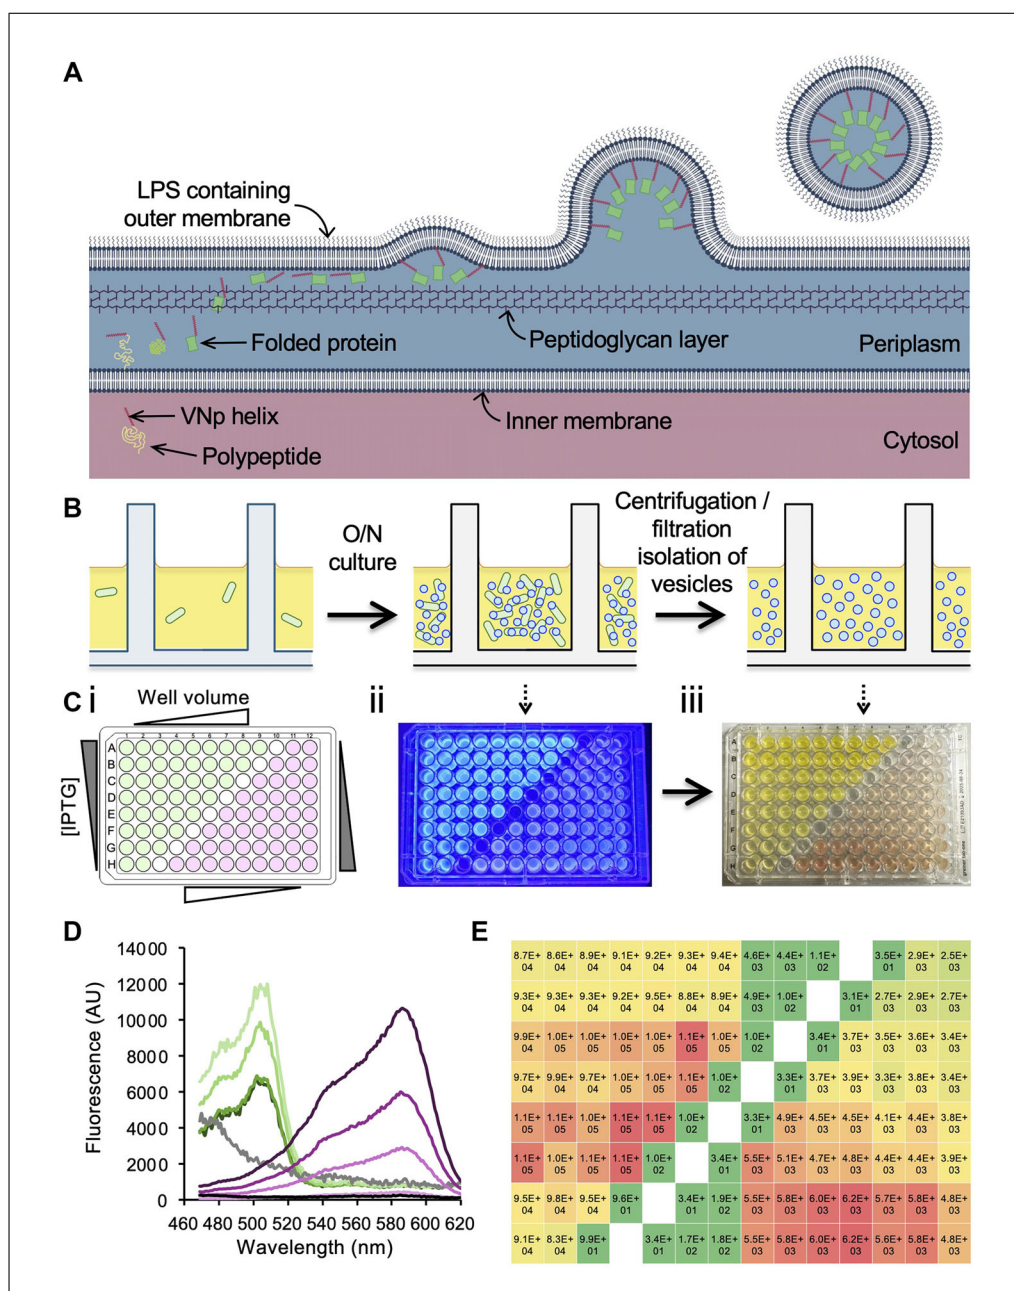 A
LPS containing
outer membrane
Folded protein
Peptidoglycan layer
Periplasm
VNp helix
Inner membrane
Polypeptide
Cytosol
B
O/N
culture
Centrifugation /
filtration
isolation of
vesicles
C i
Well volume
ii
iii
1 2 3 4 5 6 7 8 9 10 11 12
A
B
C
D
E
F
G
H
[IPTG]
D
14000
12000
10000
8000
6000
4000
2000
0
Fluorescence (AU)
460 480 500 520 540 560 580 600 620
Wavelength (nm)
E
8.7E+ 8.6E+ 8.9E+ 9.1E+ 9.2E+ 9.3E+ 9.4E+ 4.6E+ 4.4E+ 1.1E+ 3.5E+ 2.9E+ 2.5E+
04 04 04 04 04 04 04 03 03 02 01 03 03
9.3E+ 9.3E+ 9.3E+ 9.2E+ 9.5E+ 8.8E+ 8.9E+ 4.9E+ 1.0E+ 3.1E+ 2.7E+ 2.9E+ 2.7E+
04 04 04 04 04 04 04 03 02 01 03 03 03
9.9E+ 1.0E+ 1.0E+ 1.0E+ 1.0E+ 1.1E+ 1.0E+ 1.0E+ 3.4E+ 3.7E+ 3.5E+ 3.6E+ 3.4E+
04 05 05 05 05 05 05 02 01 03 03 03 03
9.7E+ 9.9E+ 9.7E+ 1.0E+ 1.0E+ 1.1E+ 1.0E+ 3.3E+ 3.7E+ 3.9E+ 3.3E+ 3.8E+ 3.4E+
04 04 04 05 05 05 02 01 03 03 03 03 03
1.1E+ 1.1E+ 1.0E+ 1.1E+ 1.1E+ 1.0E+ 3.3E+ 4.9E+ 4.5E+ 4.5E+ 4.1E+ 4.4E+ 3.8E+
05 05 05 05 05 02 01 03 03 03 03 03 03
1.1E+ 1.0E+ 1.1E+ 1.1E+ 1.0E+ 3.4E+ 5.5E+ 5.1E+ 4.7E+ 4.8E+ 4.4E+ 4.4E+ 3.9E+
05 05 05 05 02 01 03 03 03 03 03 03 03
9.5E+ 9.8E+ 9.5E+ 9.6E+ 3.4E+ 1.9E+ 5.5E+ 5.8E+ 6.0E+ 6.2E+ 5.7E+ 5.8E+ 4.8E+
04 04 04 01 01 02 03 03 03 03 03 03 03
9.1E+ 8.3E+ 9.9E+ 3.4E+ 1.7E+ 1.8E+ 5.5E+ 5.8E+ 6.0E+ 6.2E+ 5.6E+ 5.8E+ 4.8E+
04 04 01 01 02 02 03 03 03 03 03 03 03